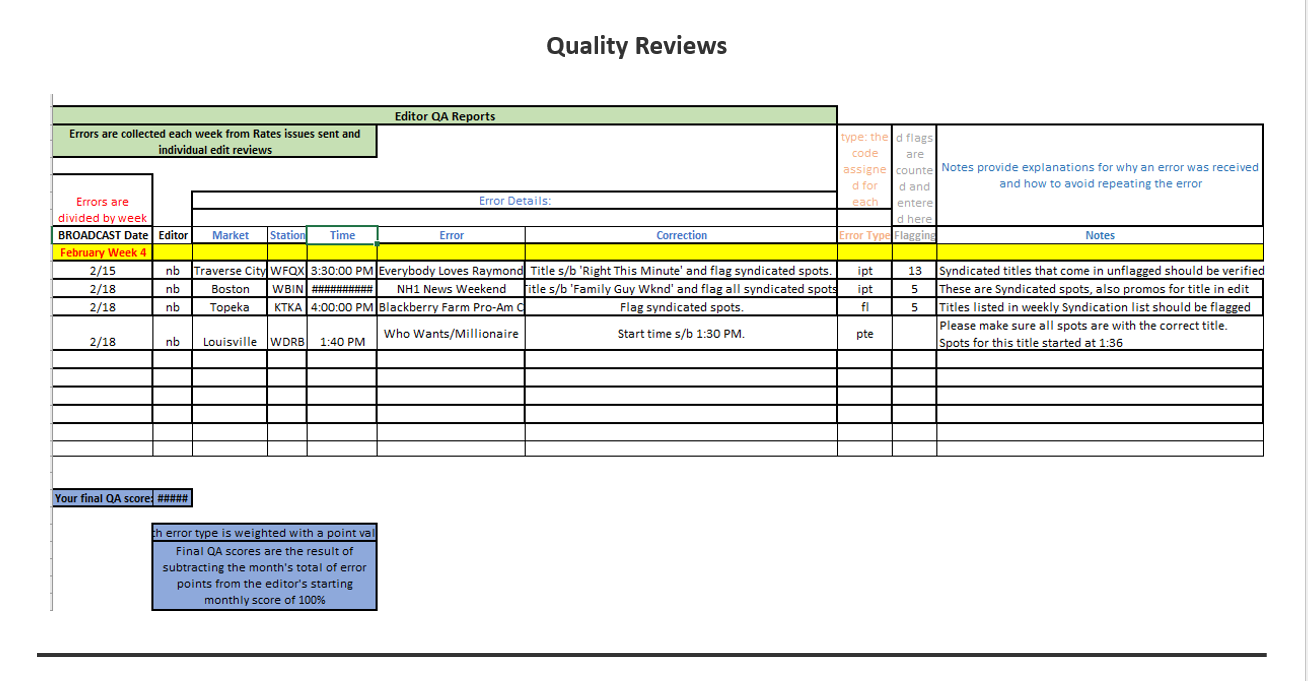 Quality Reviews
Editor QA Reports
Errors are collected each week from Rates issues sent and
individual edit reviews
type: the
code
assigne
d for
each
d flags
are
counte
d and
entere
d here
Notes provide explanations for why an error was received
and how to avoid repeating the error
Errors are
divided by week
Error Details:
BROADCAST Date Editor Market Station Time Error Correction Error Type Flagging Notes
February Week 4
2/15 nb Traverse City WFQX 3:30:00 PM Everybody Loves Raymond Title s/b 'Right This Minute' and flag syndicated spots. ipt 13 Syndicated titles that come in unflagged should be verified
2/18 nb Boston WBIN ########## NH1 News Weekend Title s/b 'Family Guy Wknd' and flag all syndicated spots ipt 5 These are Syndicated spots, also promos for title in edit
2/18 nb Topeka KTKA 4:00:00 PM Blackberry Farm Pro-Am C Flag syndicated spots. fl 5 Titles listed in weekly Syndication list should be flagged
2/18 nb Louisville WDRB 1:40 PM Who Wants/Millionaire Start time s/b 1:30 PM. pte Please make sure all spots are with the correct title.
Spots for this title started at 1:36
Your final QA score: #####
ch error type is weighted with a point val
Final QA scores are the result of
subtracting the month's total of error
points from the editor's starting
monthly score of 100%